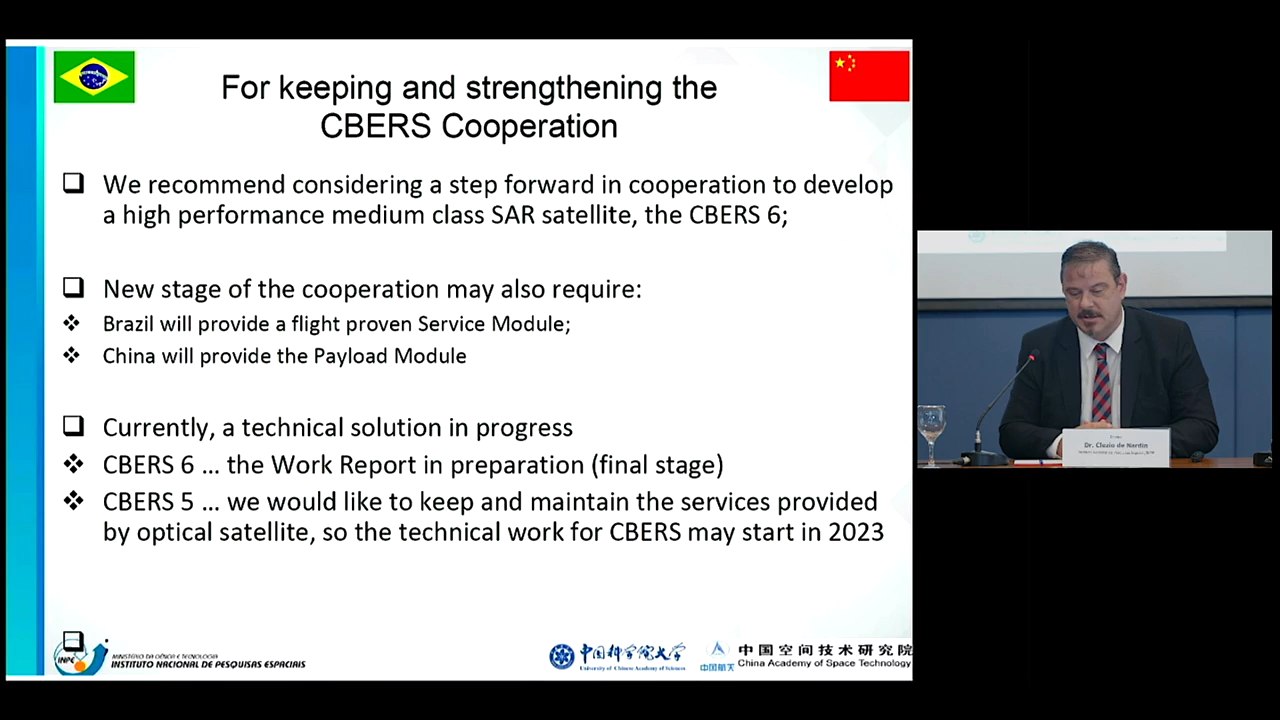 For keeping and strengthening the
CBERS Cooperation
We recommend considering a step forward in cooperation to develop
a high performance medium class SAR satellite, the CBERS 6;
New stage of the cooperation may also require:
Brazil will provide a flight proven Service Module;
China will provide the Payload Module
Currently, a technical solution in progress
CBERS 6 ... the Work Report in preparation (final stage)
CBERS 5 ... we would like to keep and maintain the services provided
by optical satellite, so the technical work for CBERS may start in 2023
INPE
MINISTÉRIO DA CIÊNCIA E TECNOLOGIA
INSTITUTO NACIONAL DE PESQUISAS ESPACIAIS
中国科学院大学
University of Chinese Academy of Sciences
中国航天
中国空间技术研究院
China Academy of Space Technology
Dr. Clezio de Nardin